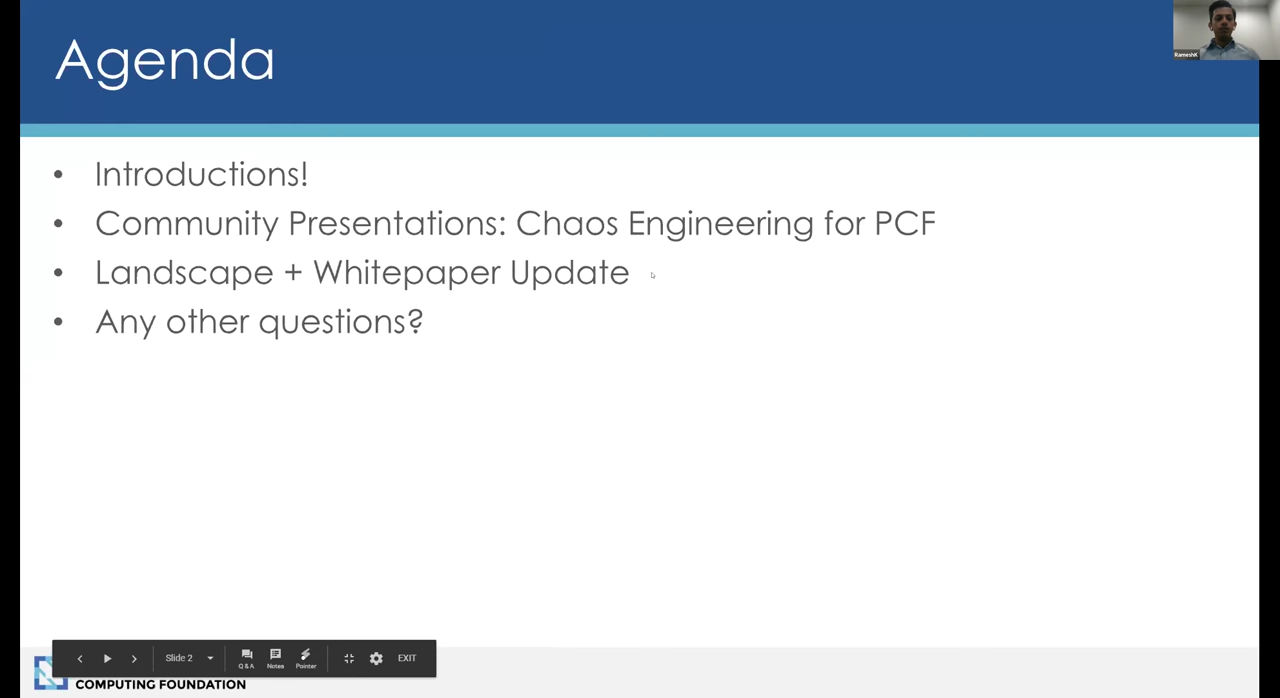 Agenda
RameshK
• Introductions!
• Community Presentations: Chaos Engineering for PCF
• Landscape + Whitepaper Update
• Any other questions?
Slide 2
Q & A
Notes
Pointer
EXIT
COMPUTING FOUNDATION